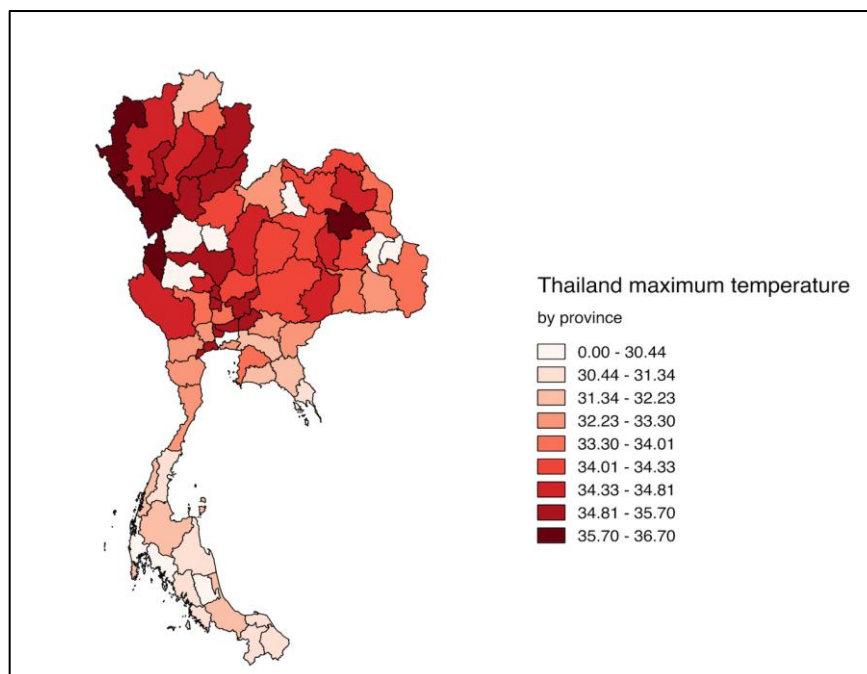 Thailand maximum temperature
by province
0.00 - 30.44
30.44 - 31.34
31.34 - 32.23
32.23 - 33.30
33.30 - 34.01
34.01 - 34.33
34.33 - 34.81
34.81 - 35.70
35.70 - 36.70